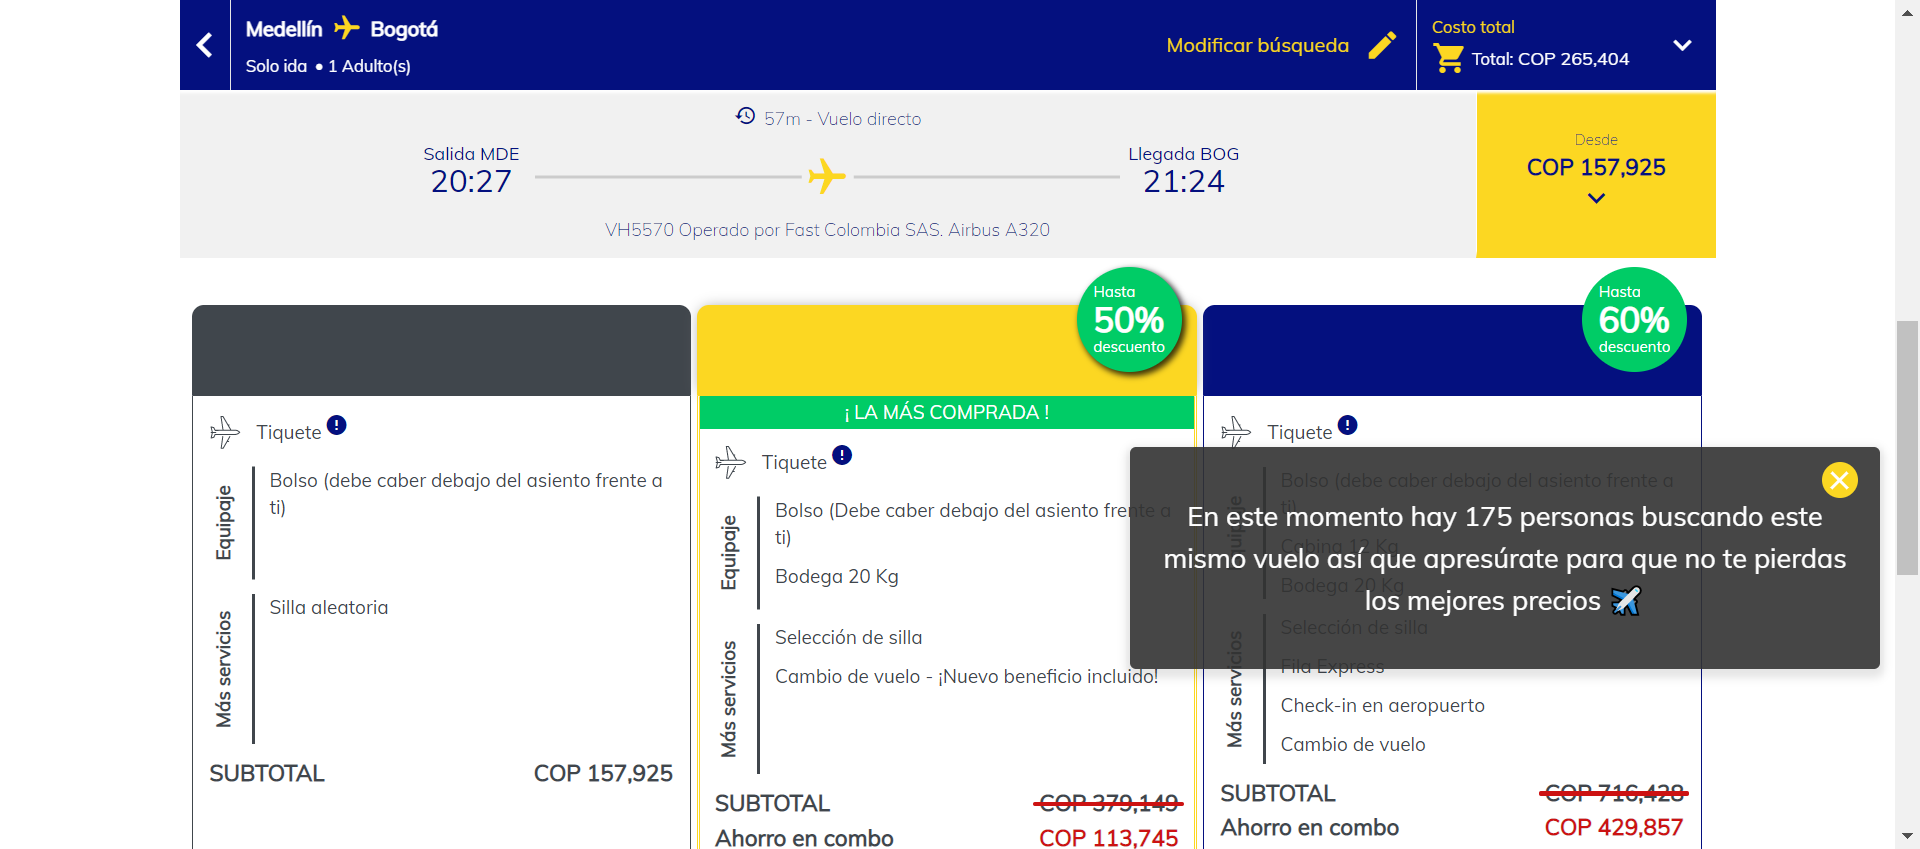 Medellín Bogotá
Solo ida • 1 Adulto(s)
Modificar búsqueda
Costo total
Total: COP 265,404
57m - Vuelo directo
Salida MDE
20:27
Llegada BOG
21:24
VH5570 Operado por Fast Colombia SAS. Airbus A320
Desde
COP 157,925
Tiquete
Equipaje
Bolso (debe caber debajo del asiento frente a
ti)
Más servicios
Silla aleatoria
SUBTOTAL COP 157,925
Hasta
50%
descuento
¡ LA MÁS COMPRADA !
Tiquete
Equipaje
Bolso (Debe caber debajo del asiento frente a
ti)
Bodega 20 Kg
Más servicios
Selección de silla
Cambio de vuelo - ¡Nuevo beneficio incluido!
SUBTOTAL COP 379,149
Ahorro en combo COP 113,745
Hasta
60%
descuento
Tiquete
Equipaje
Bolso (debe caber debajo del asiento frente a
ti)
Cabina 12 Kg
Bodega 20 Kg
Más servicios
Selección de silla
Fila Express
Check-in en aeropuerto
Cambio de vuelo
SUBTOTAL COP 716,428
Ahorro en combo COP 429,857
En este momento hay 175 personas buscando este
mismo vuelo así que apresúrate para que no te pierdas
los mejores precios ✈️